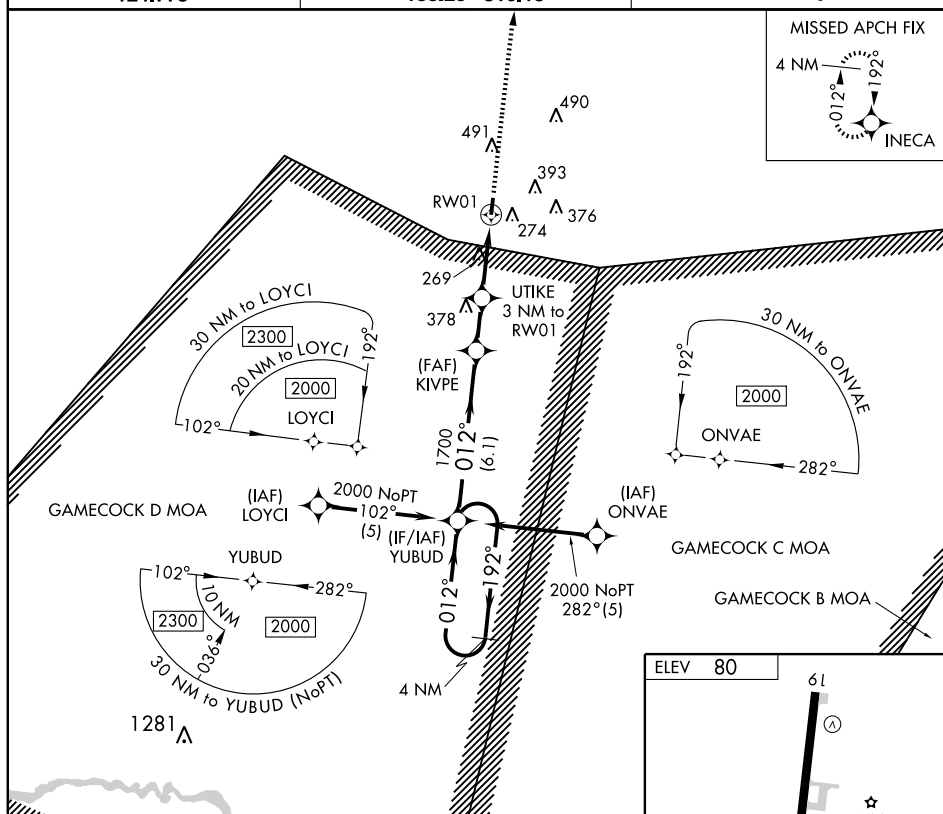 MISSED APCH FIX
4 NM
012°
192°
INECA
490
491
393
376
RW01
274
269
UTIKE
3 NM to
RW01
378
(FAF)
KIVPE
30 NM to LOYCI
2300
20 NM to LOYCI
2000
192°
102°
LOYCI
30 NM to ONVAE
192°
2000
ONVAE
282°
1700
012°
(6.1)
GAMECOCK D MOA
(IAF)
LOYCI
2000 NoPT
102°
(5)
(IF/IAF)
YUBUD
(IAF)
ONVAE
2000 NoPT
282°(5)
GAMECOCK C MOA
GAMECOCK B MOA
012°
192°
4 NM
YUBUD
102°
282°
10 NM
2300
2000
036°
30 NM to YUBUD (NoPT)
1281
ELEV 80
19
V